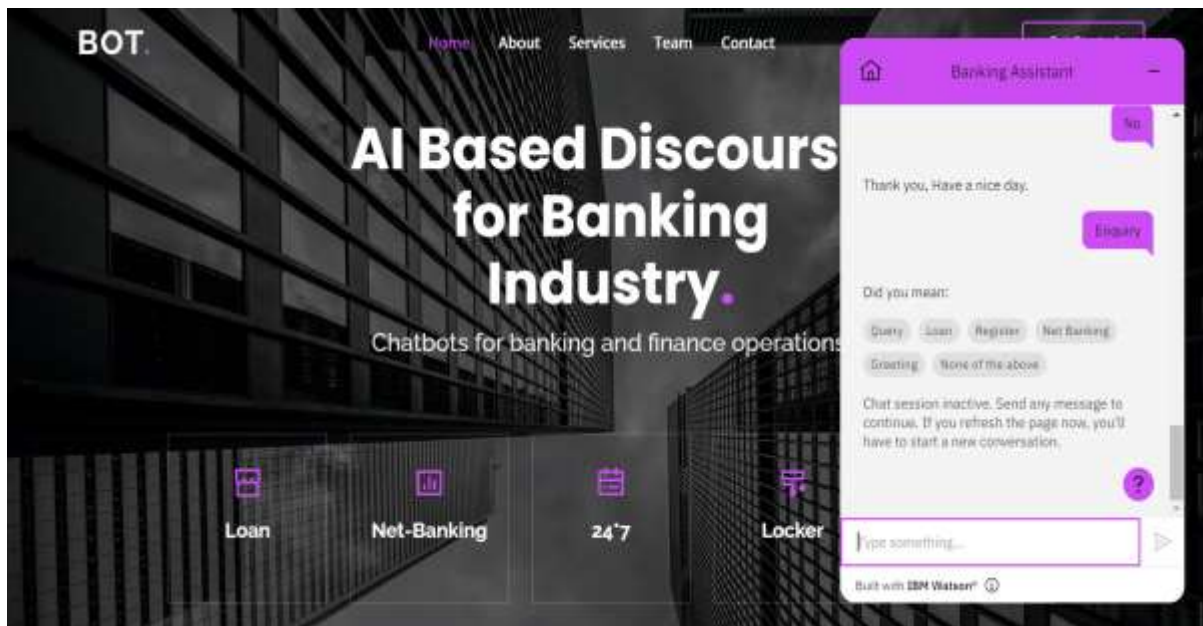 BOT.
Home About Services Team Contact
AI Based Discours
for Banking
Industry.
Chatbots for banking and finance operations
Loan
Net-Banking
24*7
Locker
Banking Assistant
No
Thank you, Have a nice day.
Enquiry
Did you mean:
Query Loan Register Net Banking
Greeting None of the above
Chat session inactive. Send any message to
continue. If you refresh the page now, you'll
have to start a new conversation.
?
Type something...
Built with IBM Watson®